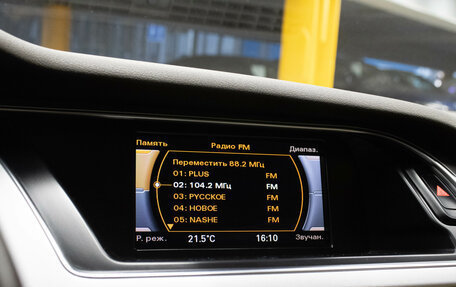 Память Радио FM Диапаз.
Переместить 88.2 МГц
01: PLUS FM
02: 104.2 МГц FM
03: РУССКОЕ FM
04: НОВОЕ FM
05: NASHE FM
Р. реж. 21.5°C 16:10 Звучан.